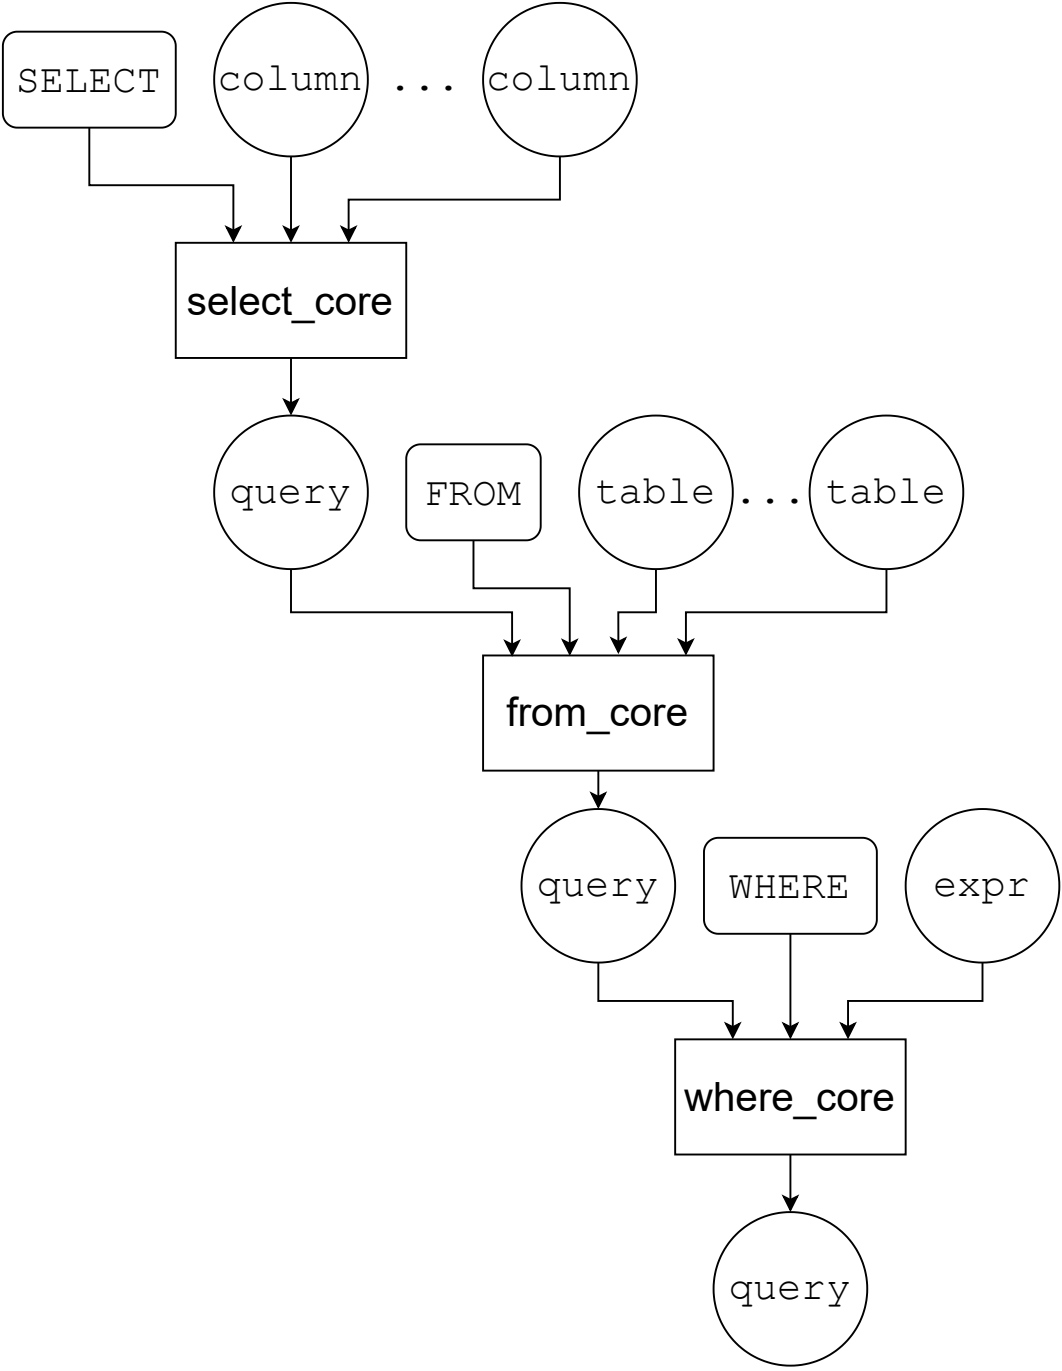 SELECT column ... column
select_core
query FROM table ... table
from_core
query WHERE expr
where_core
query